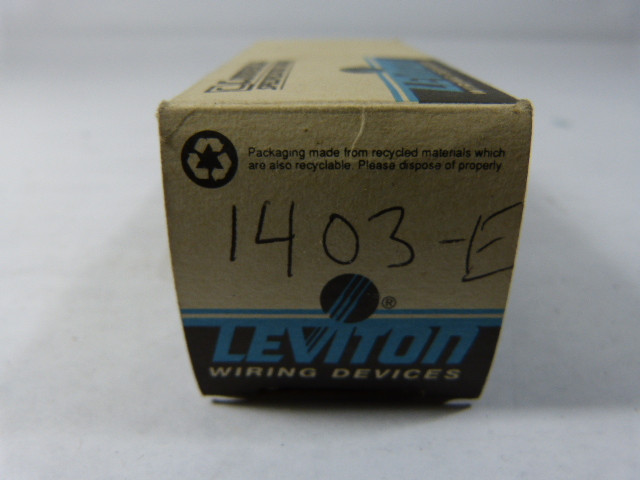 Packaging made from recycled materials which
are also recyclable. Please dispose of properly
1403-E
®
LEVITON
WIRING DEVICES